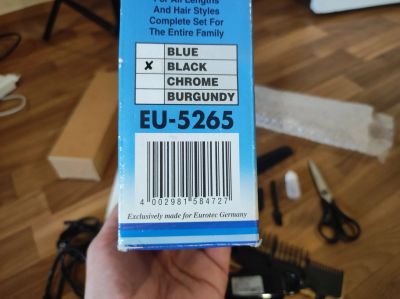 For All Lengths
And Hair Styles
Complete Set For
The Entire Family
BLUE
✘ BLACK
CHROME
BURGUNDY
EU-5265
4 002981 584727
Exclusively made for Eurotec Germany